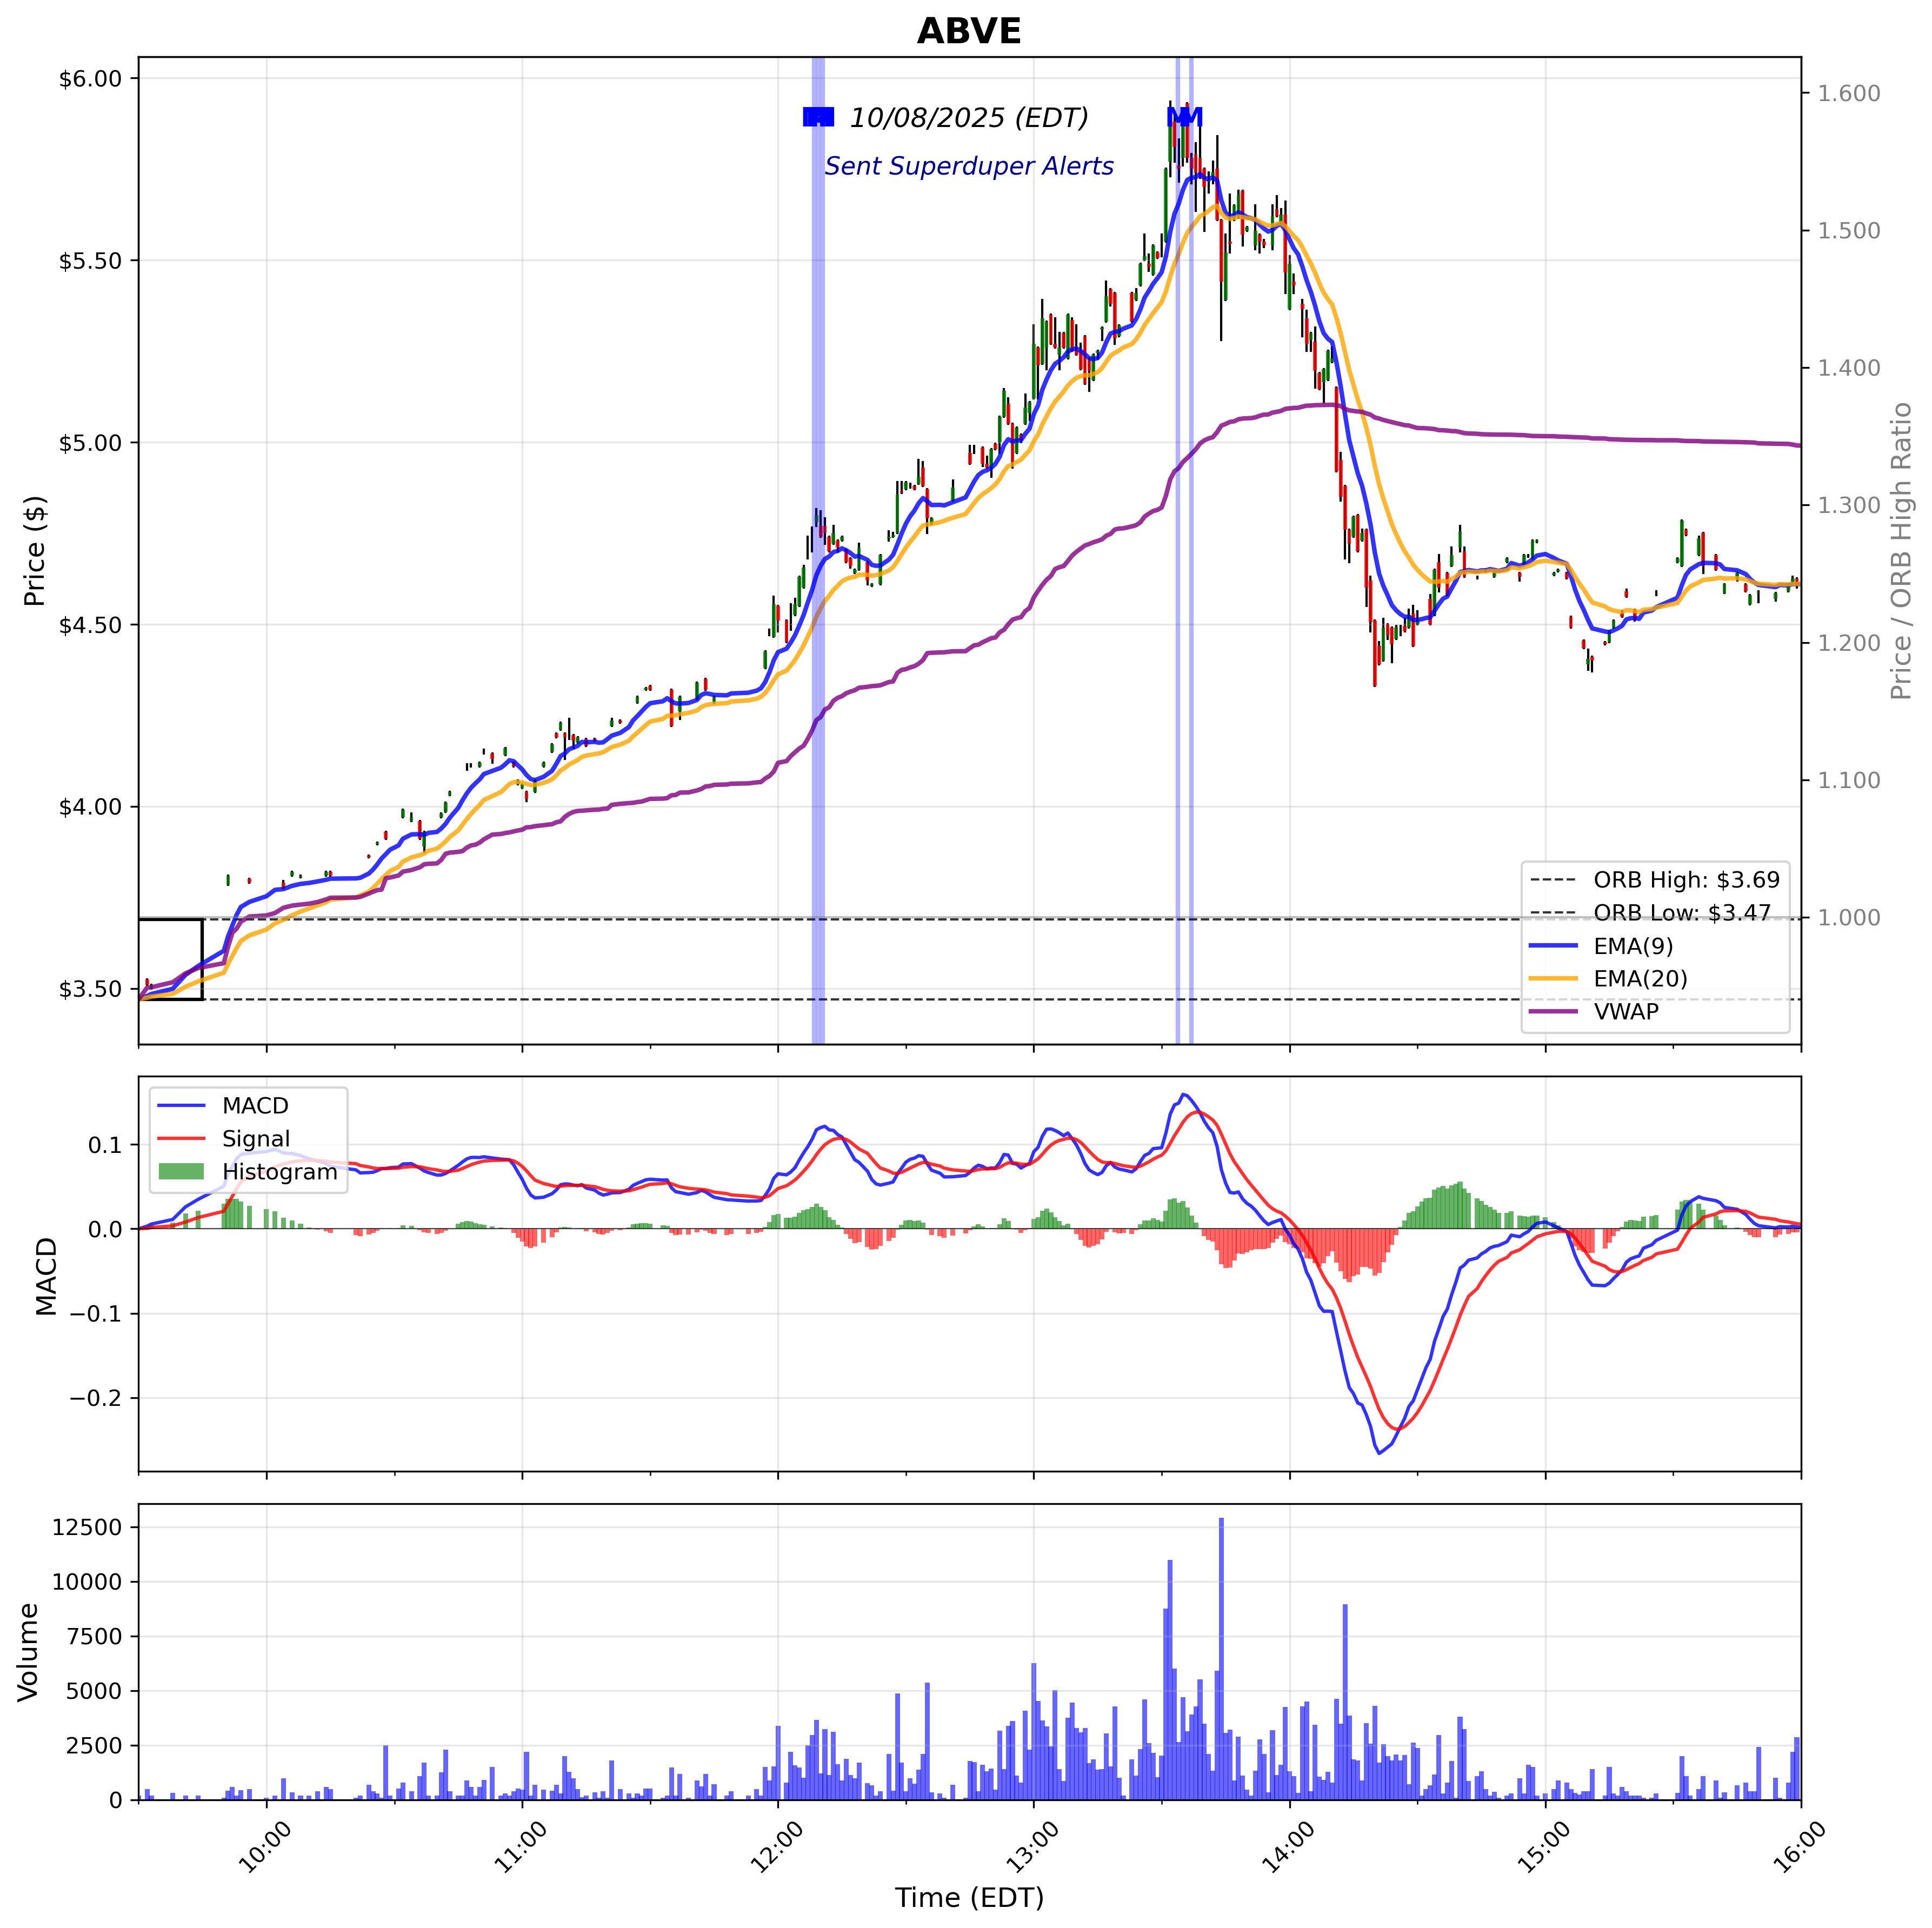 ABVE
$6.00
$5.50
$5.00
$4.50
$4.00
$3.50
Price ($)
10/08/2025 (EDT)
Sent Superduper Alerts
1.600
1.500
1.400
1.300
1.200
1.100
1.000
Price / ORB High Ratio
ORB High: $3.69
ORB Low: $3.47
EMA(9)
EMA(20)
VWAP
MACD
Signal
Histogram
0.1
0.0
−0.1
−0.2
MACD
12500
10000
7500
5000
2500
0
Volume
10:00
11:00
12:00
13:00
14:00
15:00
16:00
Time (EDT)